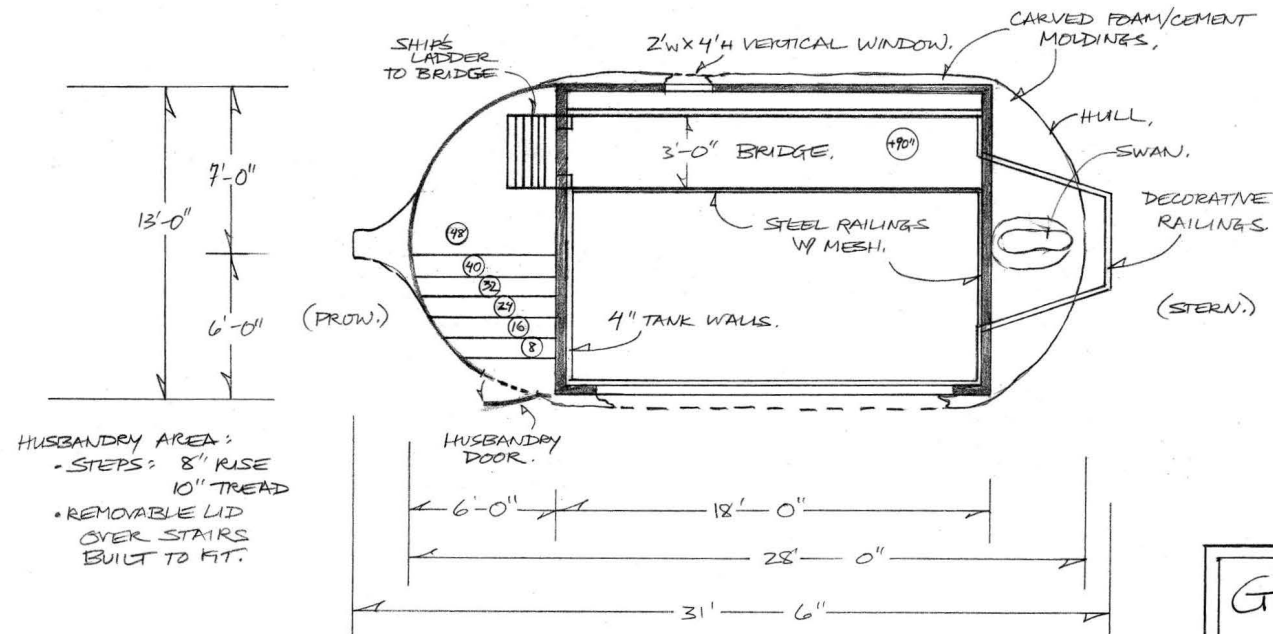 CARVED FOAM/CEMENT
MOLDINGS.
SHIP'S
LADDER
TO BRIDGE
2'W X 4'H VERTICAL WINDOW.
HULL.
SWAN.
3'-0" BRIDGE.
+90"
7'-0"
13'-0"
6'-0"
DECORATIVE
RAILINGS.
STEEL RAILINGS
W/ MESH.
48
40
32
24
16
8
(PROW.)
(STERN.)
4" TANK WALLS.
HUSBANDRY AREA:
• STEPS: 8" RISE
10" TREAD
• REMOVABLE LID
OVER STAIRS
BUILT TO FIT.
HUSBANDRY
DOOR.
6'-0"
18'-0"
28' 0"
31' 6"
G